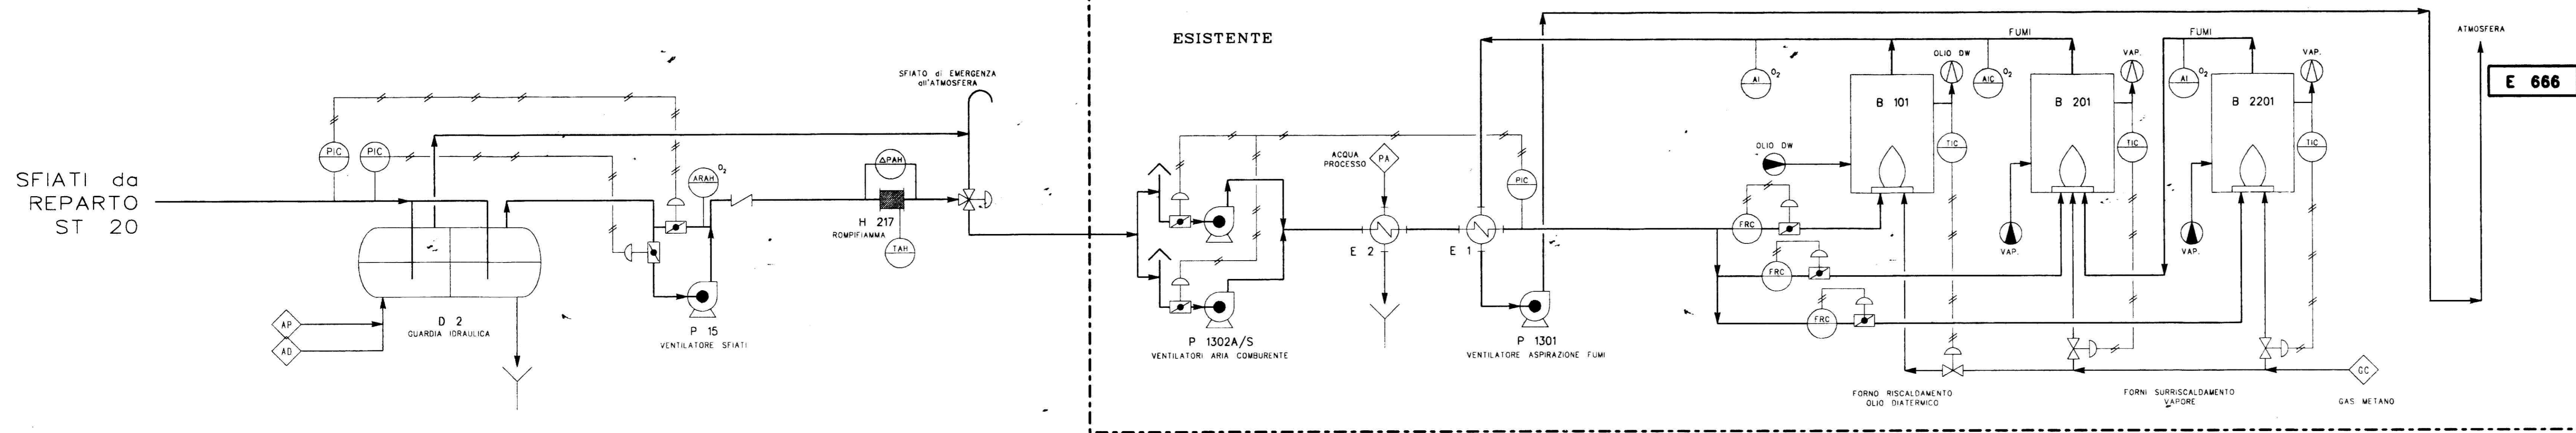 SFIATI da
REPARTO
ST 20
PIC
PIC
AP
AD
D 2
GUARDIA IDRAULICA
ARAH
O2
P 15
VENTILATORE SFIATI
ΔPAH
H 217
ROMPIFIAMMA
TAH
SFIATO di EMERGENZA
all'ATMOSFERA
ESISTENTE
P 1302A/S
VENTILATORI ARIA COMBURENTE
ACQUA
PROCESSO
PA
E 2
E 1
PIC
P 1301
VENTILATORE ASPIRAZIONE FUMI
AI
O2
OLIO DW
FRC
FRC
FRC
B 101
OLIO DW
TIC
AIC
O2
FUMI
B 201
VAP.
VAP.
TIC
AI
O2
FUMI
B 2201
VAP.
VAP.
TIC
FORNO RISCALDAMENTO
OLIO DIATERMICO
FORNI SURRISCALDAMENTO
VAPORE
GC
GAS METANO
ATMOSFERA
E 666